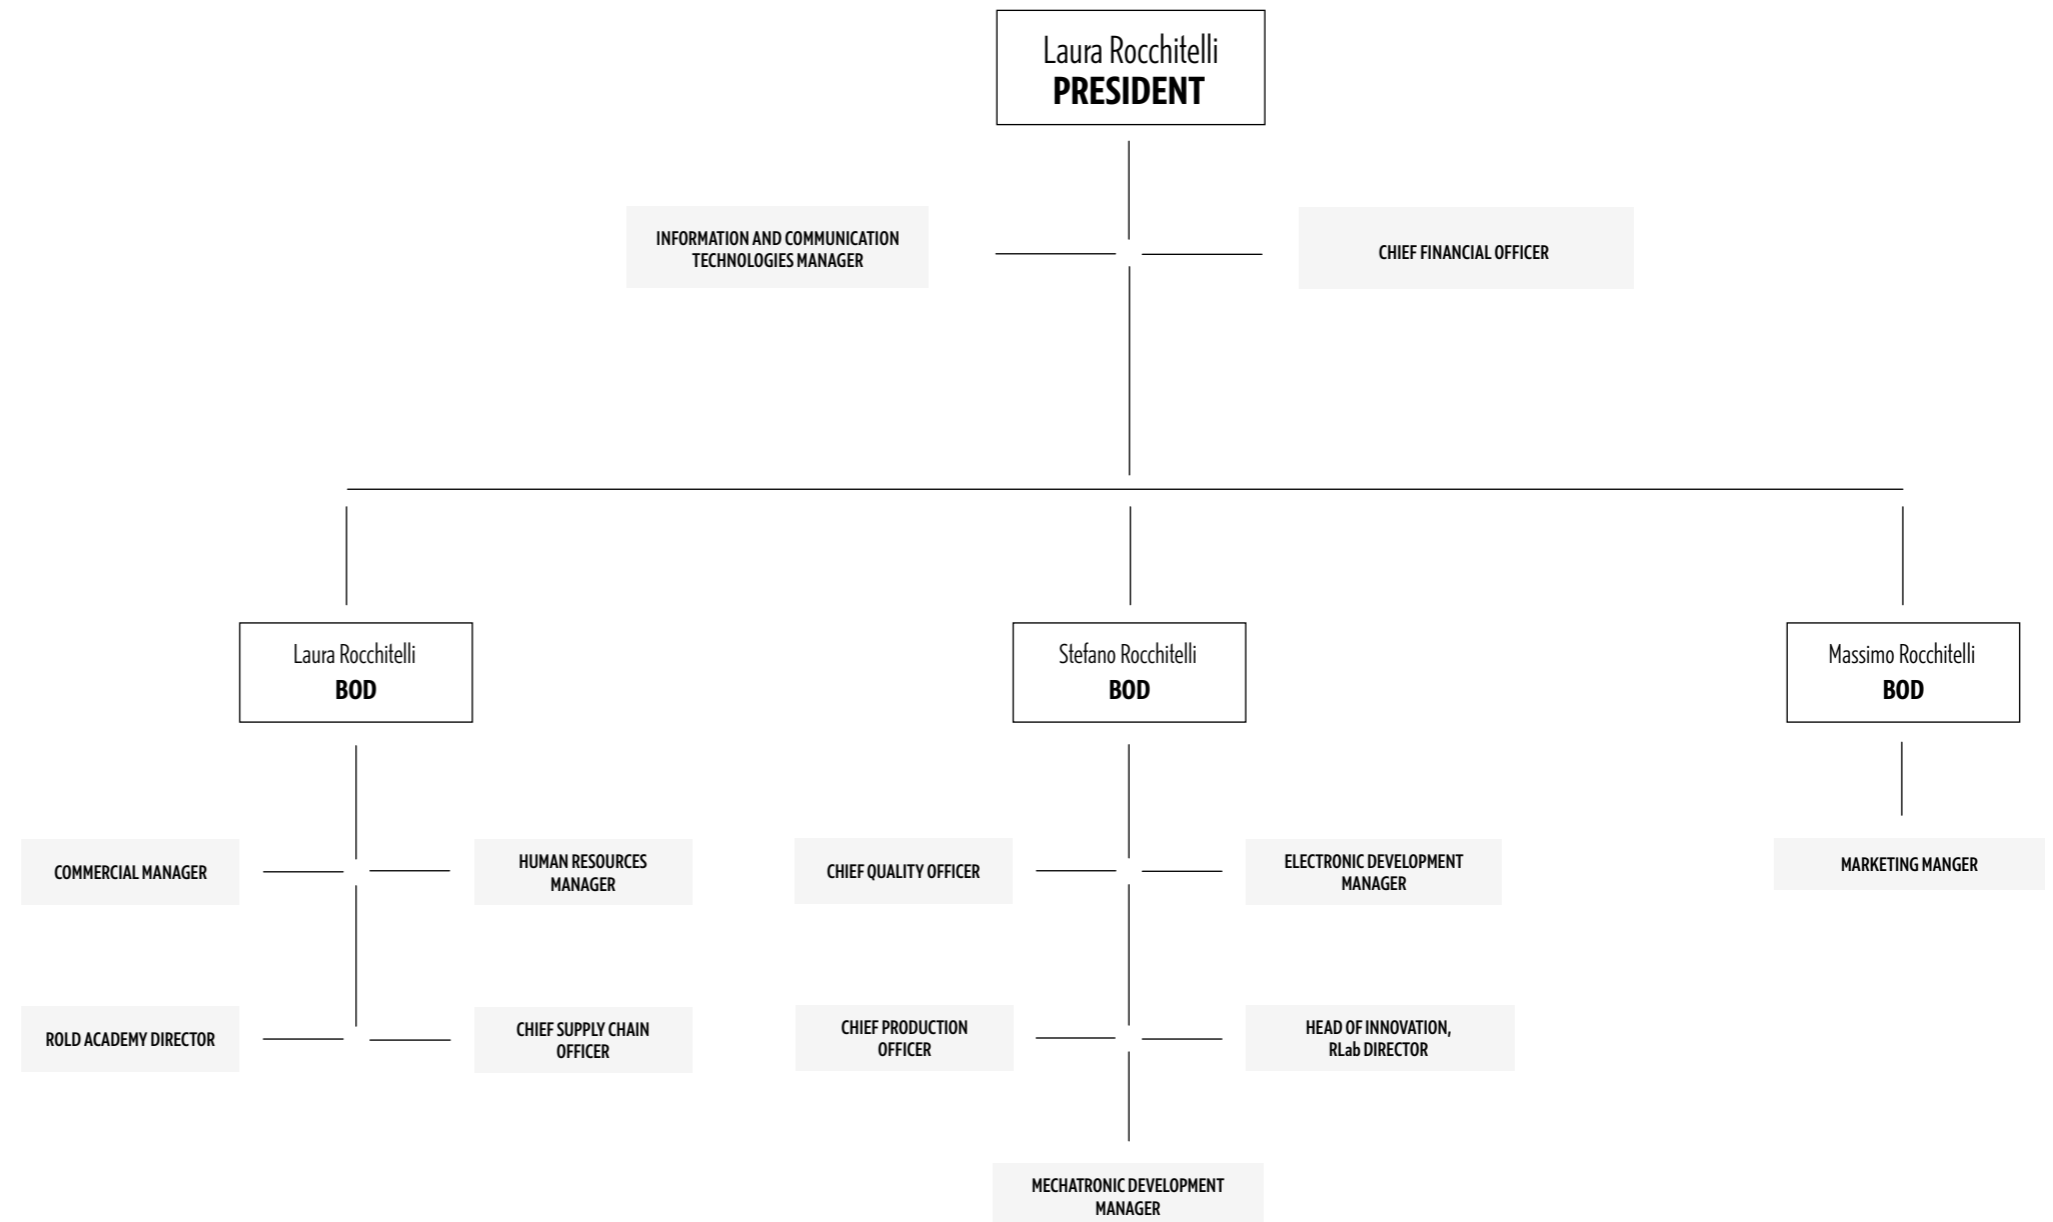 Laura Rocchitelli
PRESIDENT
INFORMATION AND COMMUNICATION
TECHNOLOGIES MANAGER
CHIEF FINANCIAL OFFICER
Laura Rocchitelli
BOD
Stefano Rocchitelli
BOD
Massimo Rocchitelli
BOD
COMMERCIAL MANAGER
HUMAN RESOURCES
MANAGER
CHIEF QUALITY OFFICER
ELECTRONIC DEVELOPMENT
MANAGER
MARKETING MANGER
ROLD ACADEMY DIRECTOR
CHIEF SUPPLY CHAIN
OFFICER
CHIEF PRODUCTION
OFFICER
HEAD OF INNOVATION,
RLab DIRECTOR
MECHATRONIC DEVELOPMENT
MANAGER